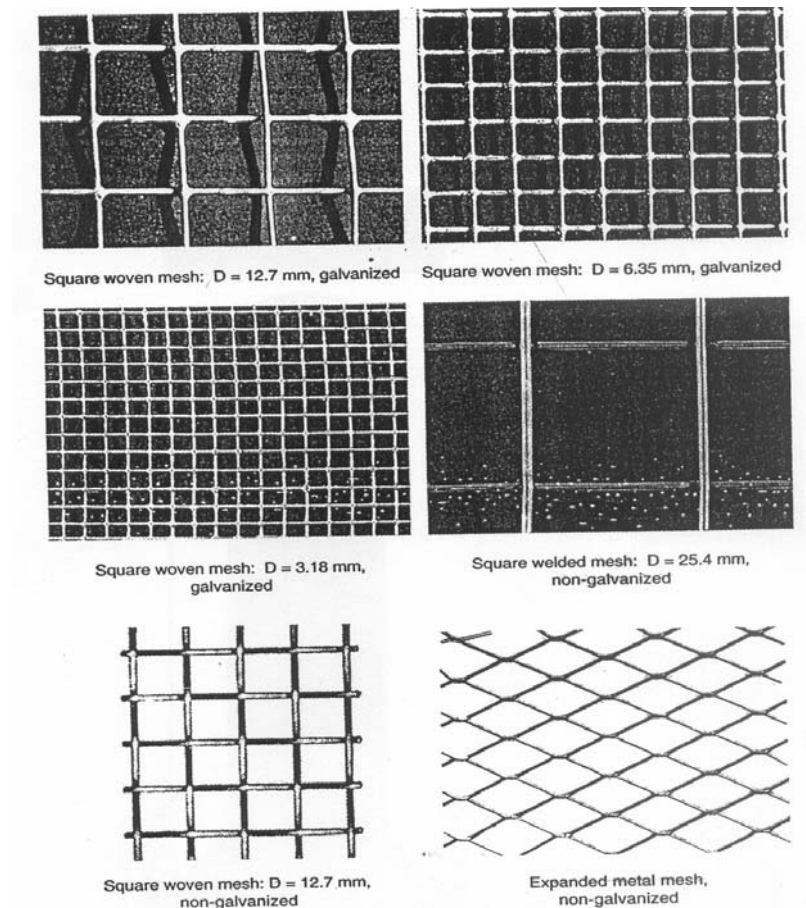 Square woven mesh: D = 12.7 mm, galvanized
Square woven mesh: D = 6.35 mm, galvanized
Square woven mesh: D = 3.18 mm,
galvanized
Square welded mesh: D = 25.4 mm,
non-galvanized
Square woven mesh: D = 12.7 mm,
non-galvanized
Expanded metal mesh,
non-galvanized